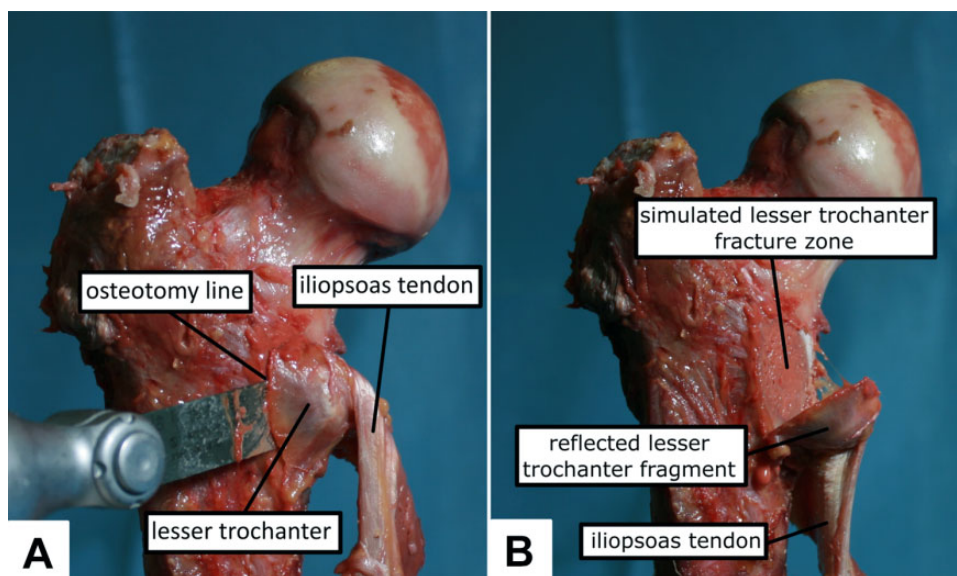 osteotomy line
iliopsoas tendon
lesser trochanter
A
simulated lesser trochanter
fracture zone
reflected lesser
trochanter fragment
iliopsoas tendon
B